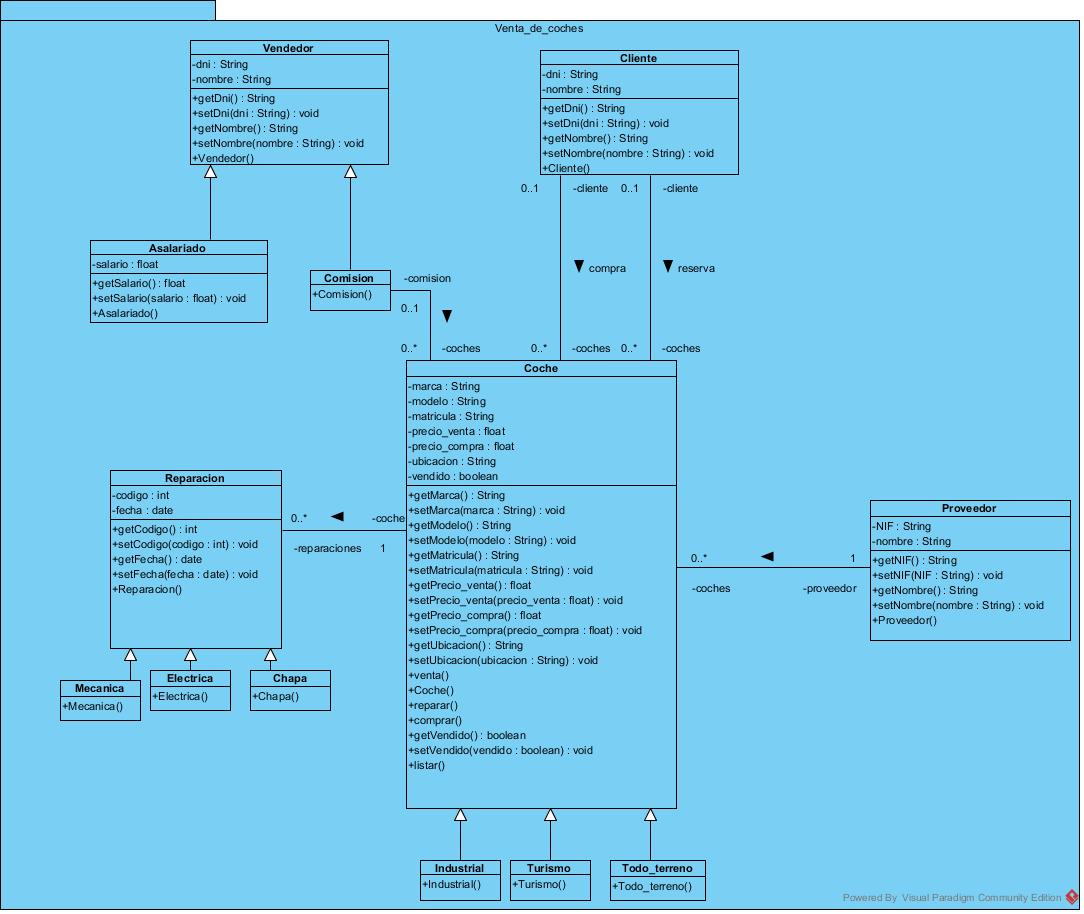 Venta_de_coches
Vendedor
-dni : String
-nombre : String
+getDni() : String
+setDni(dni : String) : void
+getNombre() : String
+setNombre(nombre : String) : void
+Vendedor()
Cliente
-dni : String
-nombre : String
+getDni() : String
+setDni(dni : String) : void
+getNombre() : String
+setNombre(nombre : String) : void
+Cliente()
0..1
-cliente
0..1
-cliente
compra
reserva
Asalariado
-salario : float
+getSalario() : float
+setSalario(salario : float) : void
+Asalariado()
Comision
+Comision()
-comision
0..1
0..*
-coches
0..*
-coches
0..*
-coches
Coche
-marca : String
-modelo : String
-matricula : String
-precio_venta : float
-precio_compra : float
-ubicacion : String
-vendido : boolean
+getMarca() : String
+setMarca(marca : String) : void
+getModelo() : String
+setModelo(modelo : String) : void
+getMatricula() : String
+setMatricula(matricula : String) : void
+getPrecio_venta() : float
+setPrecio_venta(precio_venta : float) : void
+getPrecio_compra() : float
+setPrecio_compra(precio_compra : float) : void
+getUbicacion() : String
+setUbicacion(ubicacion : String) : void
+venta()
+Coche()
+reparar()
+comprar()
+getVendido() : boolean
+setVendido(vendido : boolean) : void
+listar()
Reparacion
-codigo : int
-fecha : date
+getCodigo() : int
+setCodigo(codigo : int) : void
+getFecha() : date
+setFecha(fecha : date) : void
+Reparacion()
0..*
-coche
-reparaciones
1
Proveedor
-NIF : String
-nombre : String
+getNIF() : String
+setNIF(NIF : String) : void
+getNombre() : String
+setNombre(nombre : String) : void
+Proveedor()
0..*
1
-coches
-proveedor
Mecanica
+Mecanica()
Electrica
+Electrica()
Chapa
+Chapa()
Industrial
+Industrial()
Turismo
+Turismo()
Todo_terreno
+Todo_terreno()
Powered By Visual Paradigm Community Edition